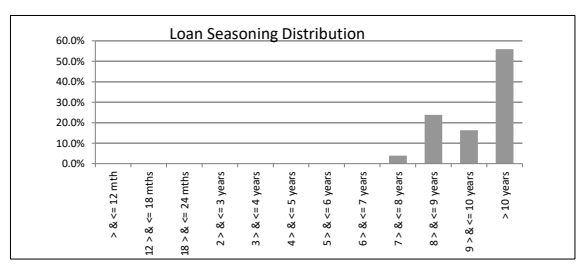 Loan Seasoning Distribution
60.0%
50.0%
40.0%
30.0%
20.0%
10.0%
0.0%
> & <= 12 mth
12 > & <= 18 mths
18 > & <= 24 mths
2 > & <= 3 years
3 > & <= 4 years
4 > & <= 5 years
5 > & <= 6 years
6 > & <= 7 years
7 > & <= 8 years
8 > & <= 9 years
9 > & <= 10 years
> 10 years